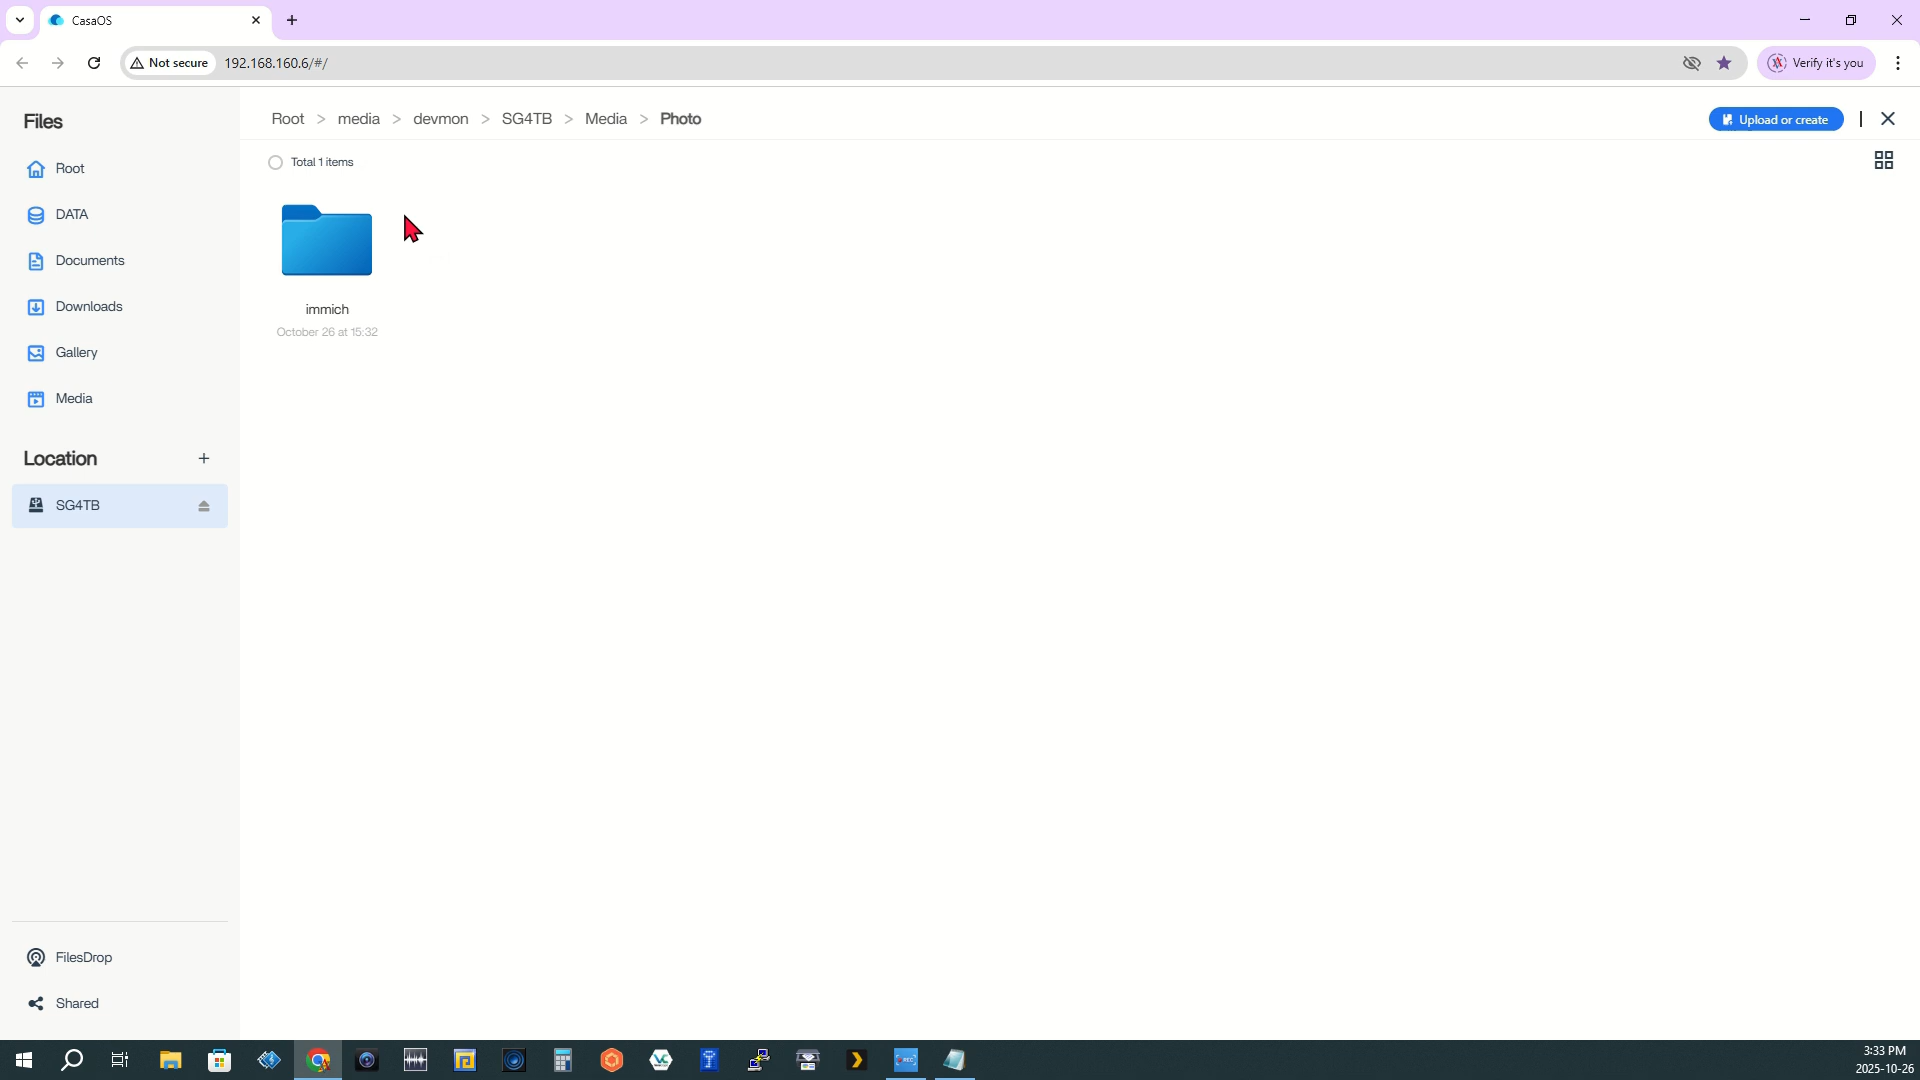 CasaOS
Not secure
192.168.160.6/#/
Verify it's you
Files
Root > media > devmon > SG4TB > Media > Photo
Upload or create
Total 1 items
Root
DATA
Documents
Downloads
Gallery
Media
immich
October 26 at 15:32
Location
SG4TB
FilesDrop
Shared
REC
3:33 PM
2025-10-26